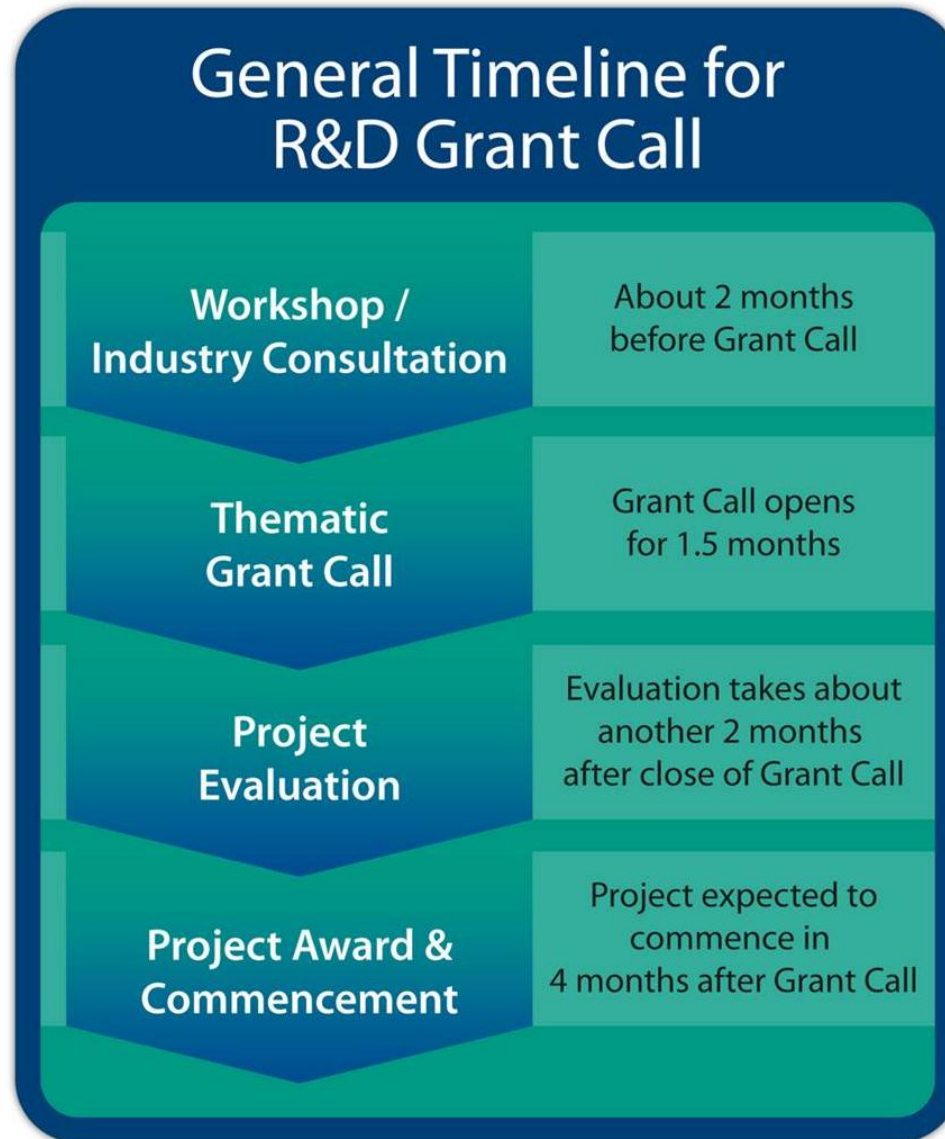 General Timeline for
R&D Grant Call
Workshop /
Industry Consultation
About 2 months
before Grant Call
Thematic
Grant Call
Grant Call opens
for 1.5 months
Project
Evaluation
Evaluation takes about
another 2 months
after close of Grant Call
Project Award &
Commencement
Project expected to
commence in
4 months after Grant Call